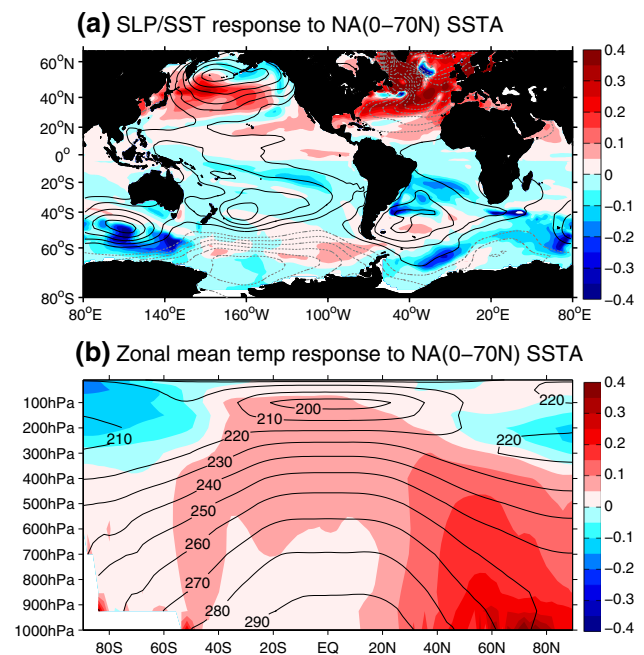 (a) SLP/SST response to NA(0−70N) SSTA
60°N
40°N
20°N
0°
20°S
40°S
60°S
80°S
80°E 140°E 160°W 100°W 40°W 20°E 80°E
0.4
0.3
0.2
0.1
0
−0.1
−0.2
−0.3
−0.4
(b) Zonal mean temp response to NA(0−70N) SSTA
100hPa
200hPa
300hPa
400hPa
500hPa
600hPa
700hPa
800hPa
900hPa
1000hPa
200
210
220
220
210
220
230
240
250
260
270
280
290
80S 60S 40S 20S EQ 20N 40N 60N 80N
0.4
0.3
0.2
0.1
0
−0.1
−0.2
−0.3
−0.4